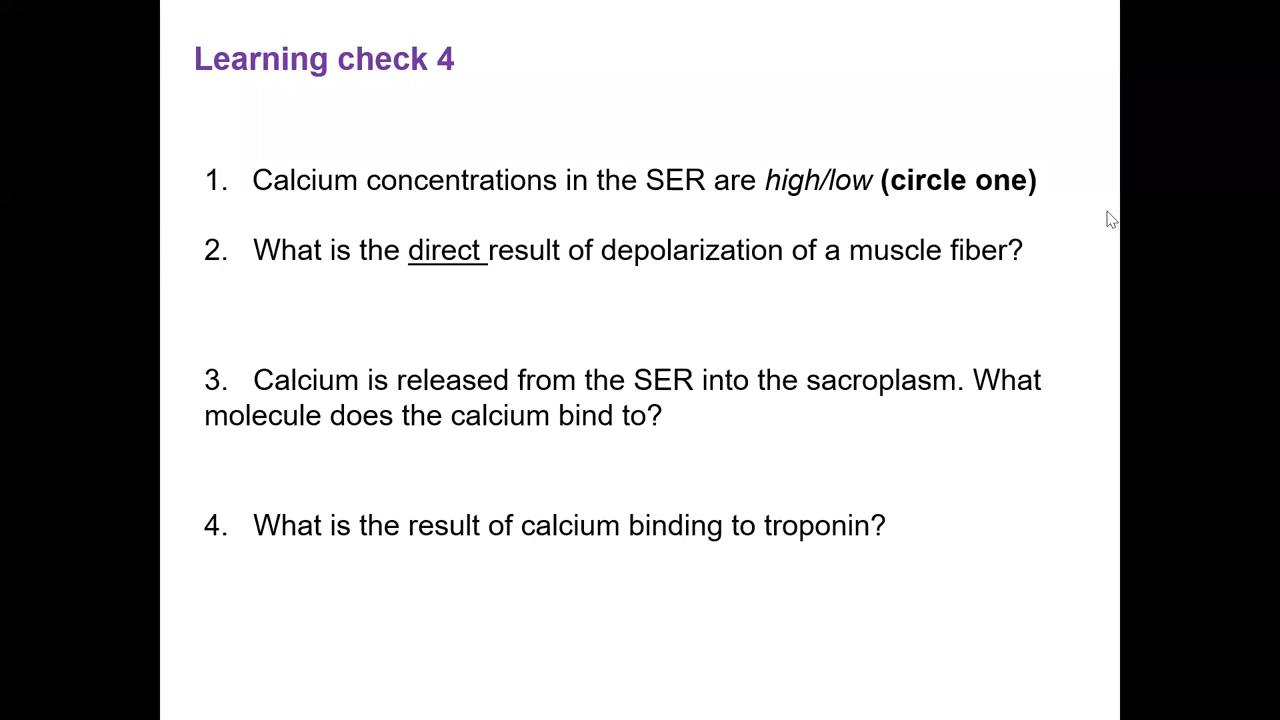 Learning check 4
1. Calcium concentrations in the SER are high/low (circle one)
2. What is the direct result of depolarization of a muscle fiber?
3. Calcium is released from the SER into the sacroplasm. What
molecule does the calcium bind to?
4. What is the result of calcium binding to troponin?